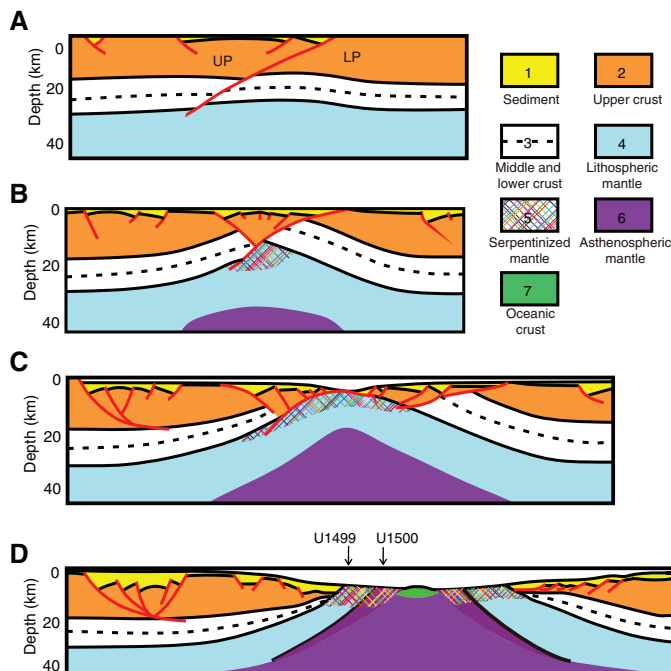 A
0
20
40
Depth (km)
UP
LP
1
Sediment
2
Upper crust
3
Middle and
lower crust
4
Lithospheric
mantle
5
Serpentinized
mantle
6
Asthenospheric
mantle
7
Oceanic
crust
B
0
20
40
Depth (km)
C
0
20
40
Depth (km)
U1499
U1500
D
0
20
40
Depth (km)